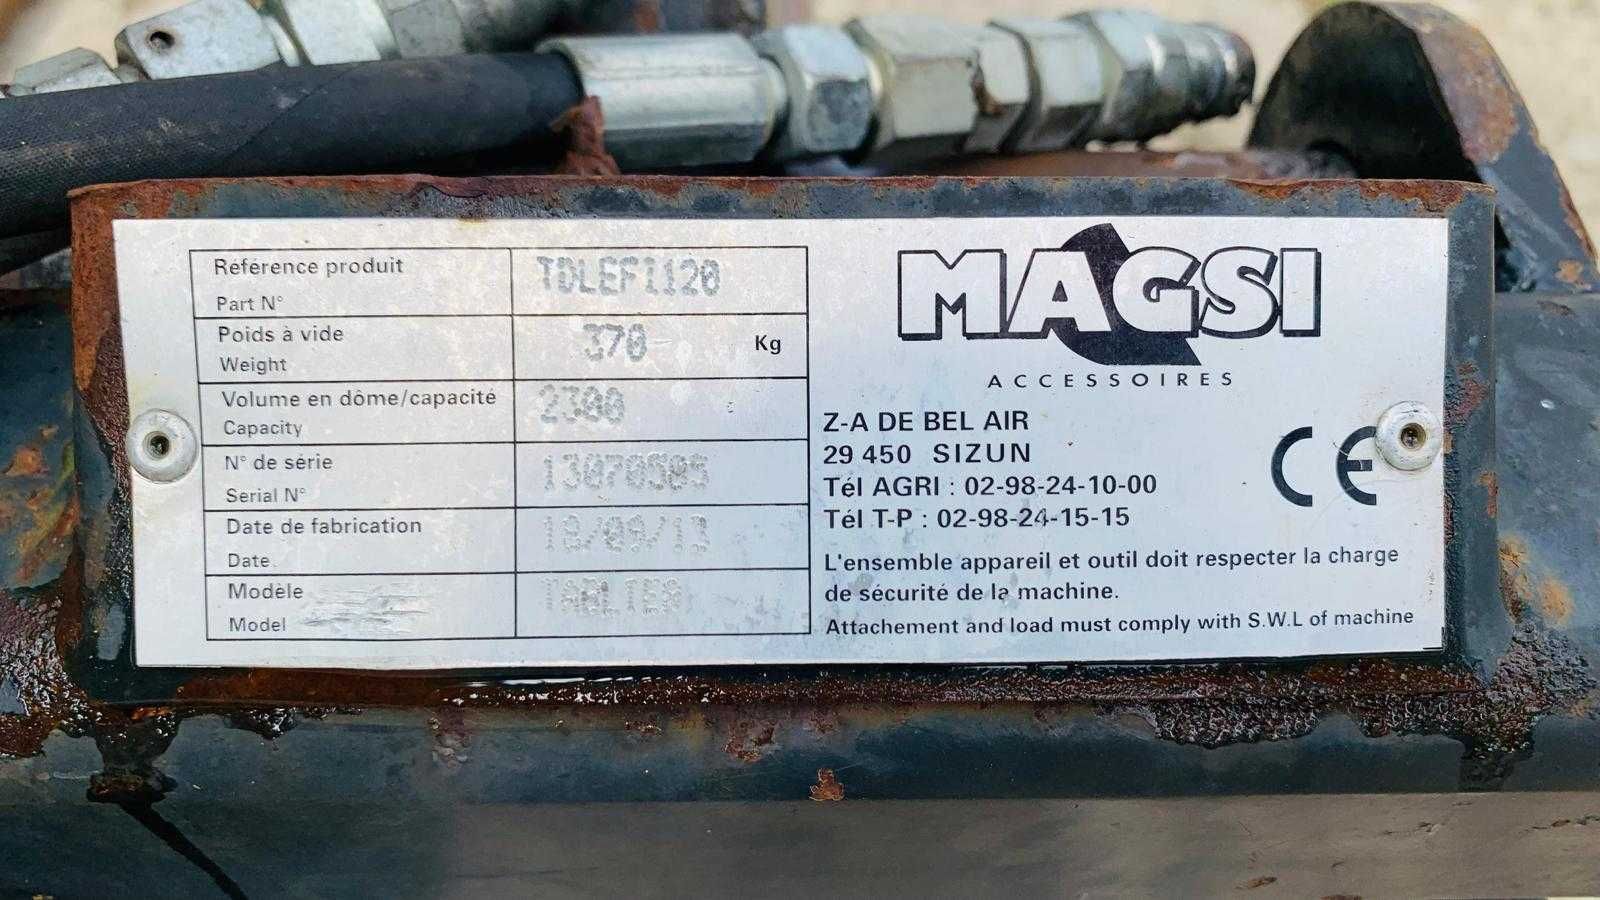 Référence produit
Part N°
TDLEFI120
Poids à vide
Weight
370 Kg
Volume en dôme/capacité
Capacity
2300
N° de série
Serial N°
13070505
Date de fabrication
Date
Modèle
Model
TABLIER
MAGSI
ACCESSOIRES
Z-A DE BEL AIR
29 450 SIZUN
Tél AGRI : 02-98-24-10-00
Tél T-P : 02-98-24-15-15
CE
L'ensemble appareil et outil doit respecter la charge
de sécurité de la machine.
Attachement and load must comply with S.W.L of machine